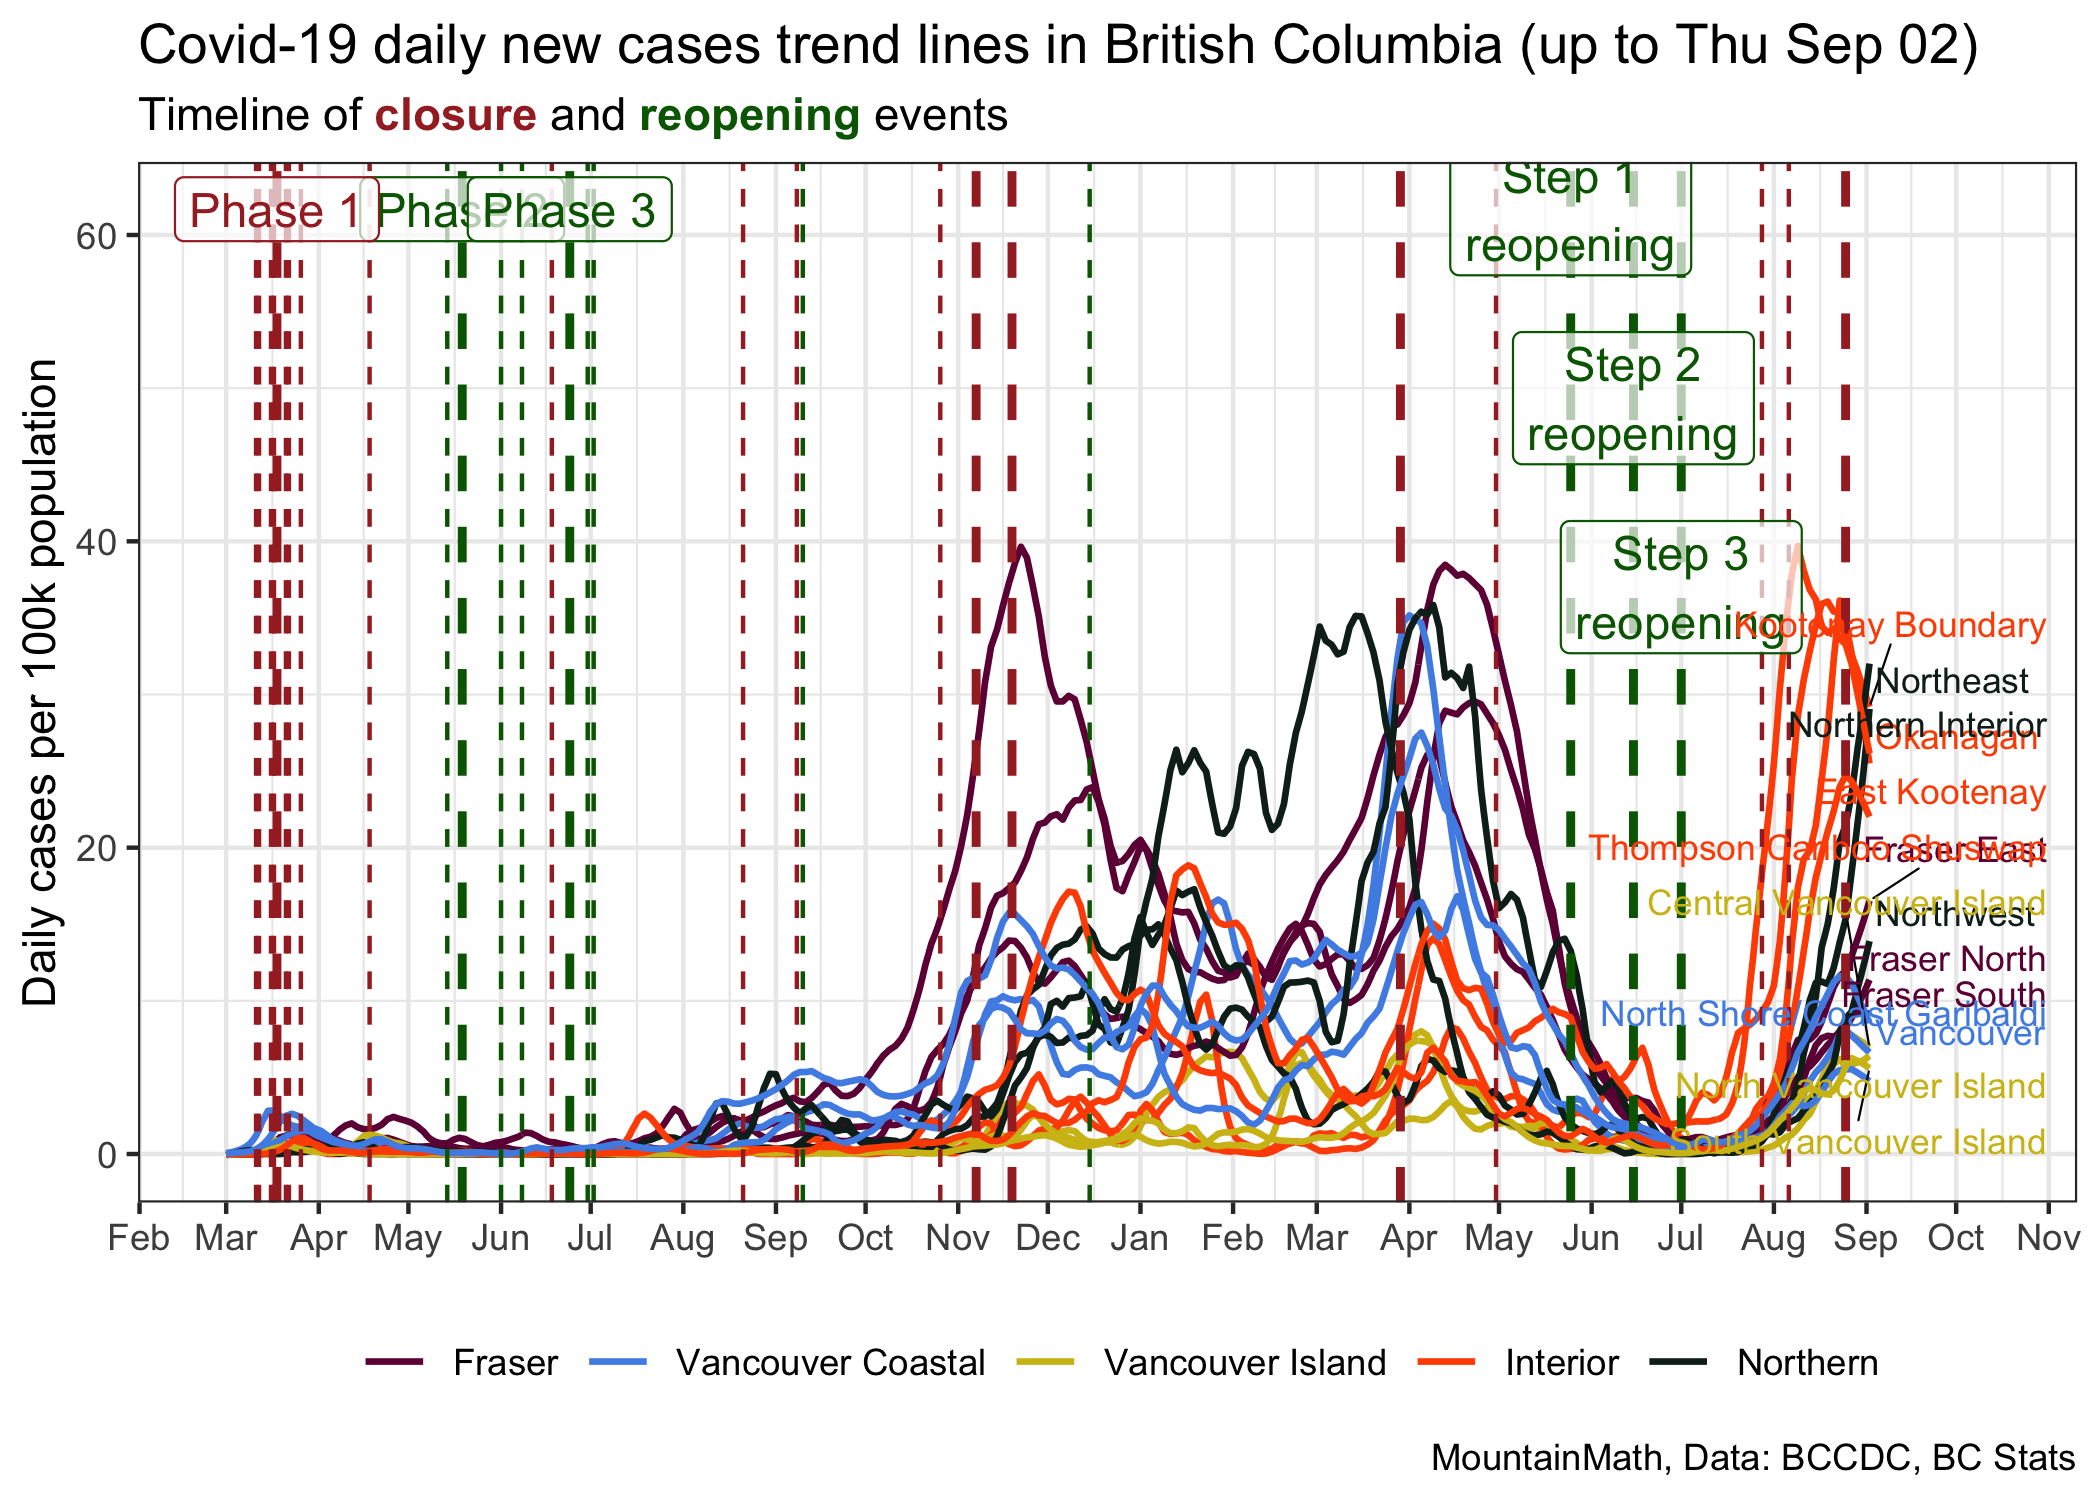 Covid-19 daily new cases trend lines in British Columbia (up to Thu Sep 02)
Timeline of closure and reopening events
Daily cases per 100k population
60
40
20
0
Phase 1
Phase 2
Phase 3
Step 1
reopening
Step 2
reopening
Step 3
reopening
Kootenay Boundary
Northeast
Northern Interior
Okanagan
East Kootenay
Thompson Cariboo Shuswap
Fraser East
Central Vancouver Island
Northwest
Fraser North
Fraser South
North Shore/Coast Garibaldi
Vancouver
North Vancouver Island
South Vancouver Island
Feb Mar Apr May Jun Jul Aug Sep Oct Nov Dec Jan Feb Mar Apr May Jun Jul Aug Sep Oct Nov
Fraser Vancouver Coastal Vancouver Island Interior Northern
MountainMath, Data: BCCDC, BC Stats